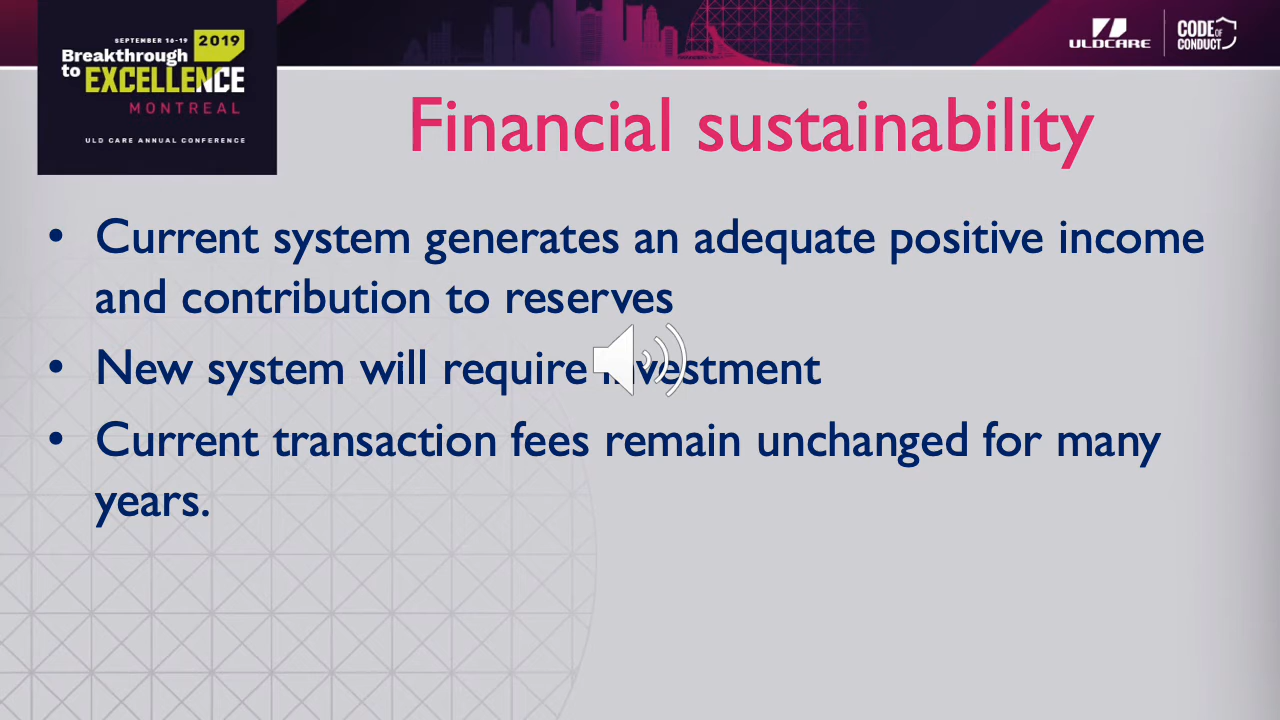 SEPTEMBER 16-19 2019
Breakthrough
to EXCELLENCE
MONTREAL
ULD CARE ANNUAL CONFERENCE
ULDCARE
CODE OF
CONDUCT
Financial sustainability
• Current system generates an adequate positive income
and contribution to reserves
• New system will require investment
• Current transaction fees remain unchanged for many
years.